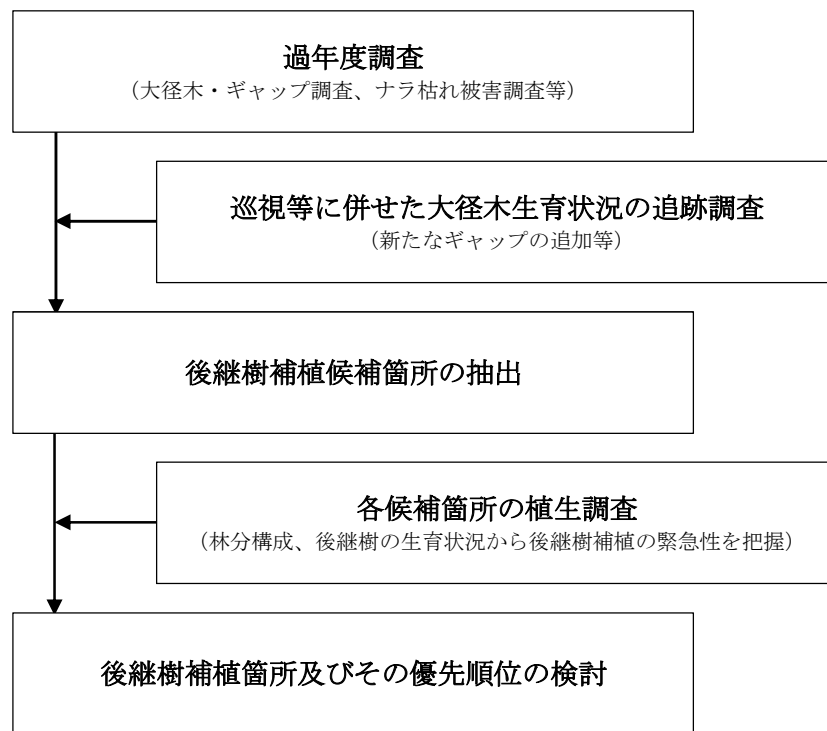 過年度調査
（大径木・ギャップ調査、ナラ枯れ被害調査等）
巡視等に併せた大径木生育状況の追跡調査
（新たなギャップの追加等）
後継樹補植候補箇所の抽出
各候補箇所の植生調査
（林分構成、後継樹の生育状況から後継樹補植の緊急性を把握）
後継樹補植箇所及びその優先順位の検討